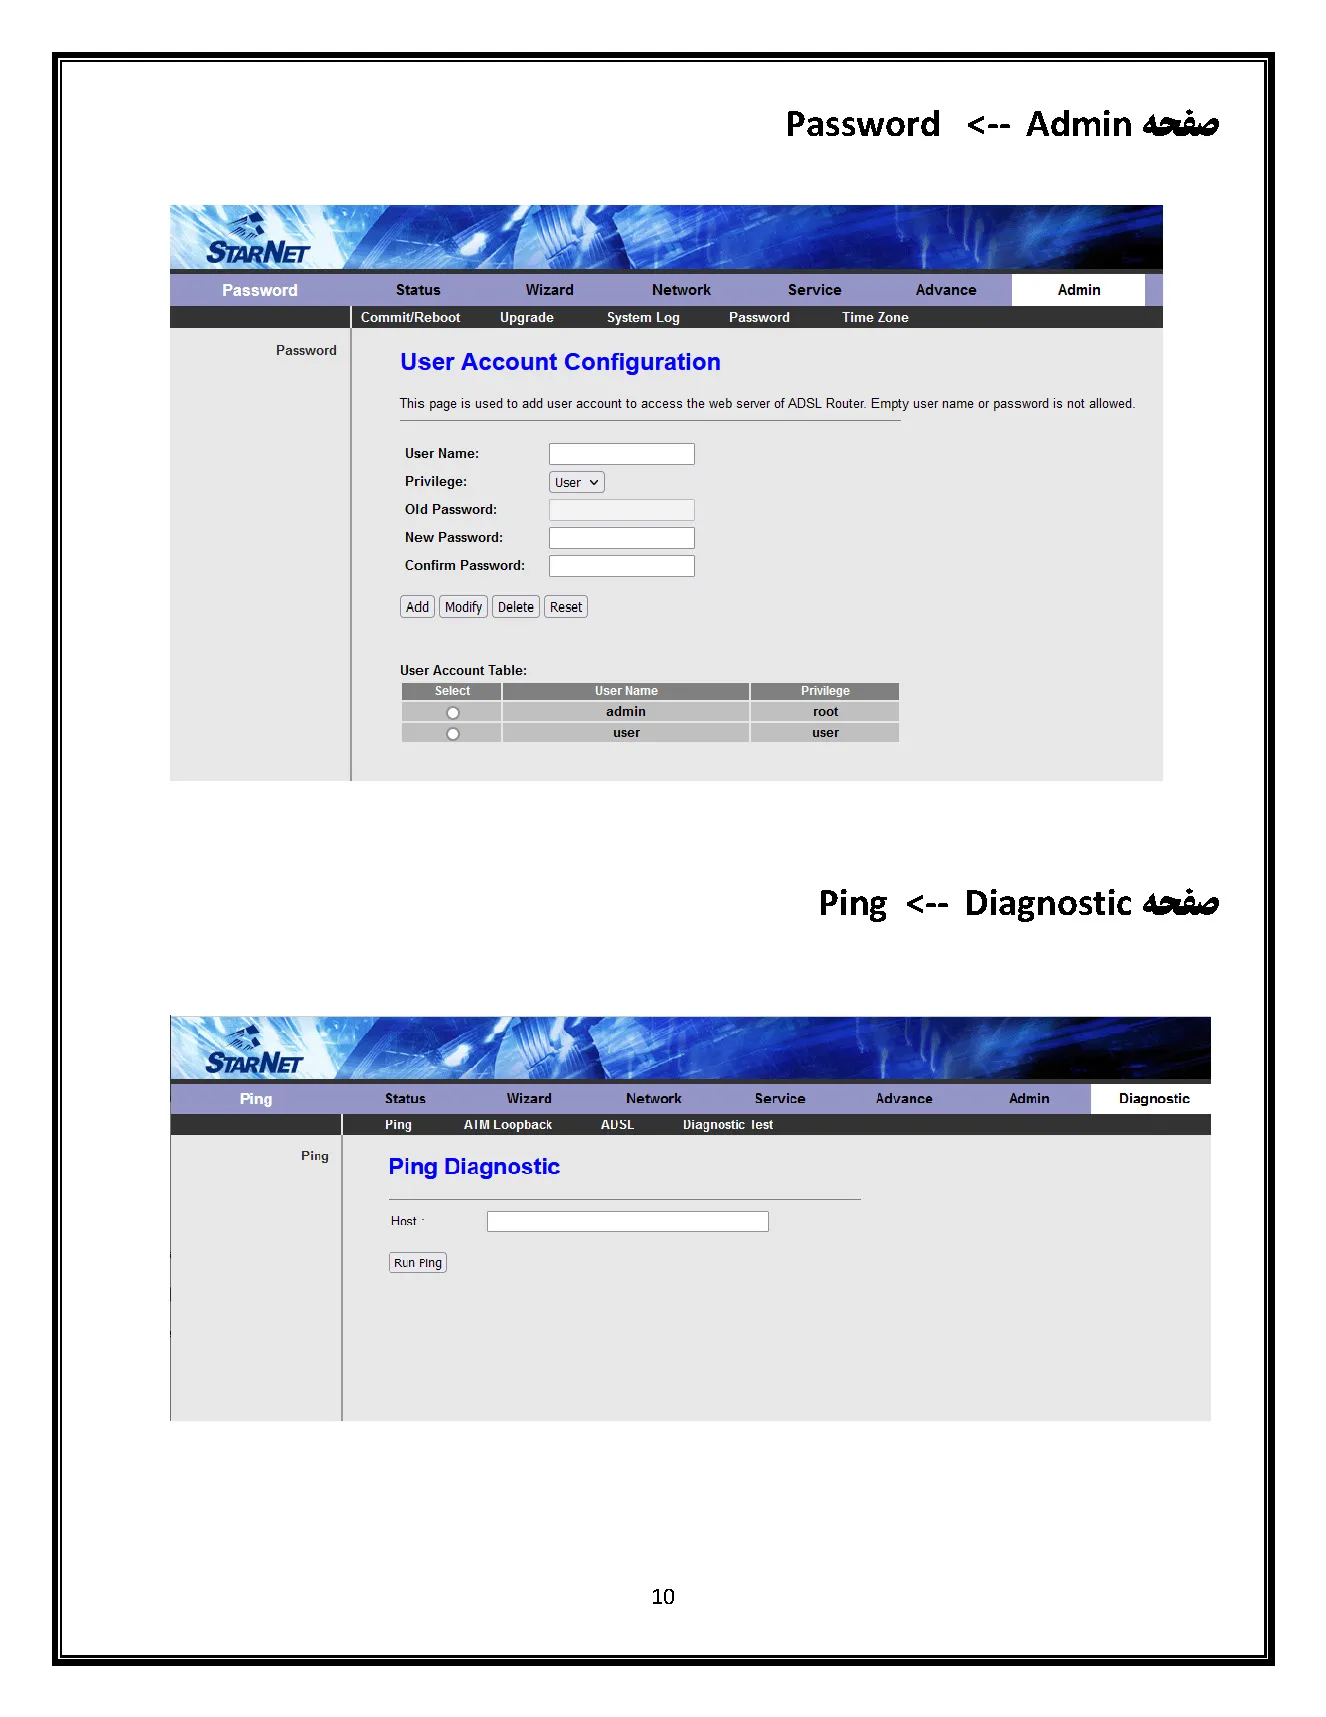 صفحه Admin --> Password
STARNET
Password Status Wizard Network Service Advance Admin
Commit/Reboot Upgrade System Log Password Time Zone
Password
User Account Configuration
This page is used to add user account to access the web server of ADSL Router. Empty user name or password is not allowed.
User Name:
Privilege: User
Old Password:
New Password:
Confirm Password:
Add Modify Delete Reset
User Account Table:
Select User Name Privilege
admin root
user user
صفحه Diagnostic --> Ping
STARNET
Ping Status Wizard Network Service Advance Admin Diagnostic
Ping ATM Loopback ADSL Diagnostic Test
Ping
Ping Diagnostic
Host :
Run Ping
10